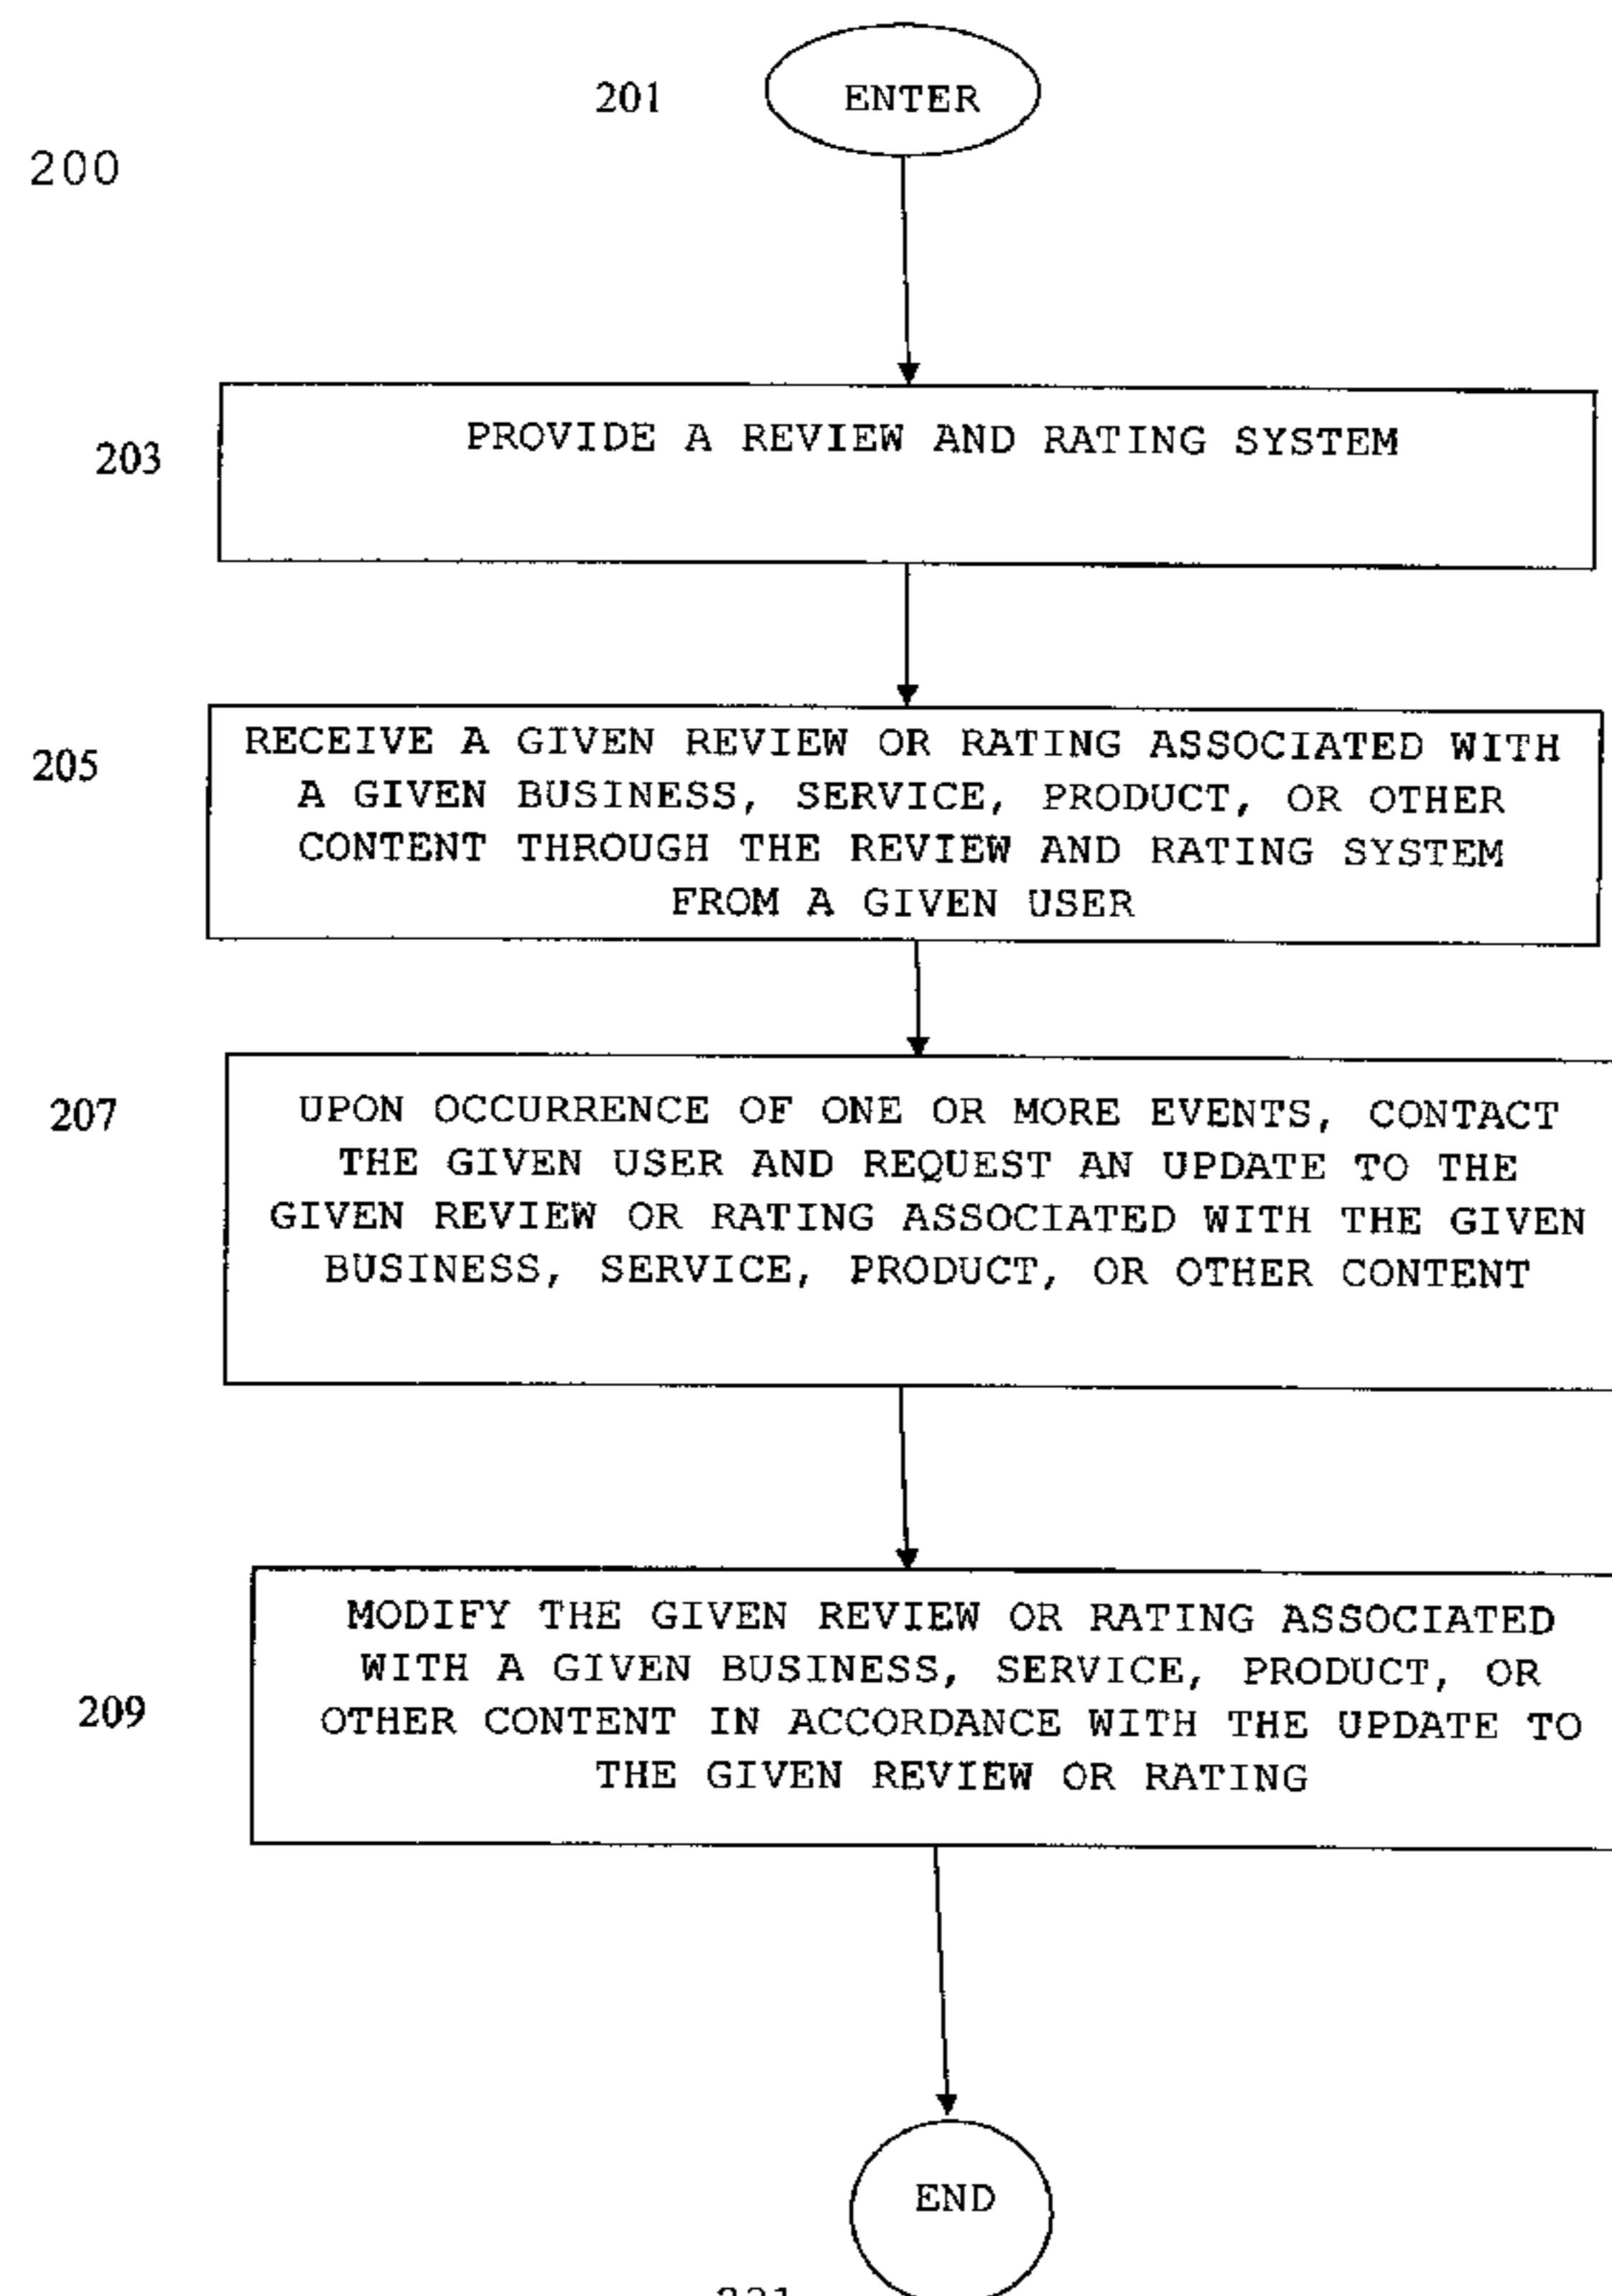 201 ENTER
200
PROVIDE A REVIEW AND RATING SYSTEM
203
RECEIVE A GIVEN REVIEW OR RATING ASSOCIATED WITH
205
A GIVEN BUSINESS, SERVICE, PRODUCT, OR OTHER
CONTENT THROUGH THE REVIEW AND RATING SYSTEM
FROM A GIVEN USER
207
UPON OCCURRENCE OF ONE OR MORE EVENTS, CONTACT
THE GIVEN USER AND REQUEST AN UPDATE TO THE
GIVEN REVIEW OR RATING ASSOCIATED WITH THE GIVEN
BUSINESS, SERVICE, PRODUCT, OR OTHER CONTENT
MODIFY THE GIVEN REVIEW OR RATING ASSOCIATED
WITH A GIVEN BUSINESS, SERVICE, PRODUCT, OR
209
OTHER CONTENT IN ACCORDANCE WITH THE UPDATE TO
THE GIVEN REVIEW OR RATING
END